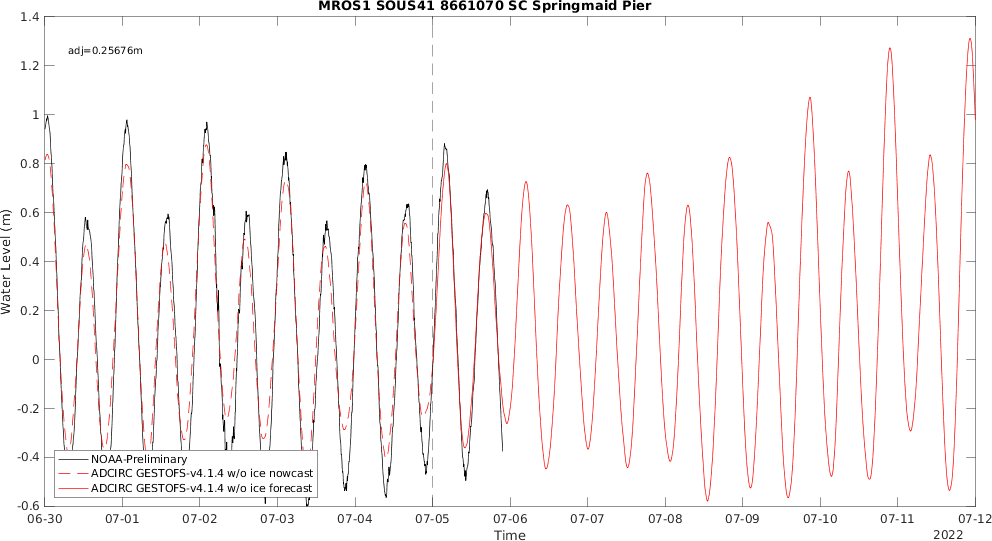 MROS1 SOUS41 8661070 SC Springmaid Pier
adj=0.25676m
Water Level (m)
1.4
1.2
1
0.8
0.6
0.4
0.2
0
-0.2
-0.4
-0.6
NOAA-Preliminary
ADCIRC GESTOFS-v4.1.4 w/o ice nowcast
ADCIRC GESTOFS-v4.1.4 w/o ice forecast
06-30 07-01 07-02 07-03 07-04 07-05 07-06 07-07 07-08 07-09 07-10 07-11 07-12
Time
2022